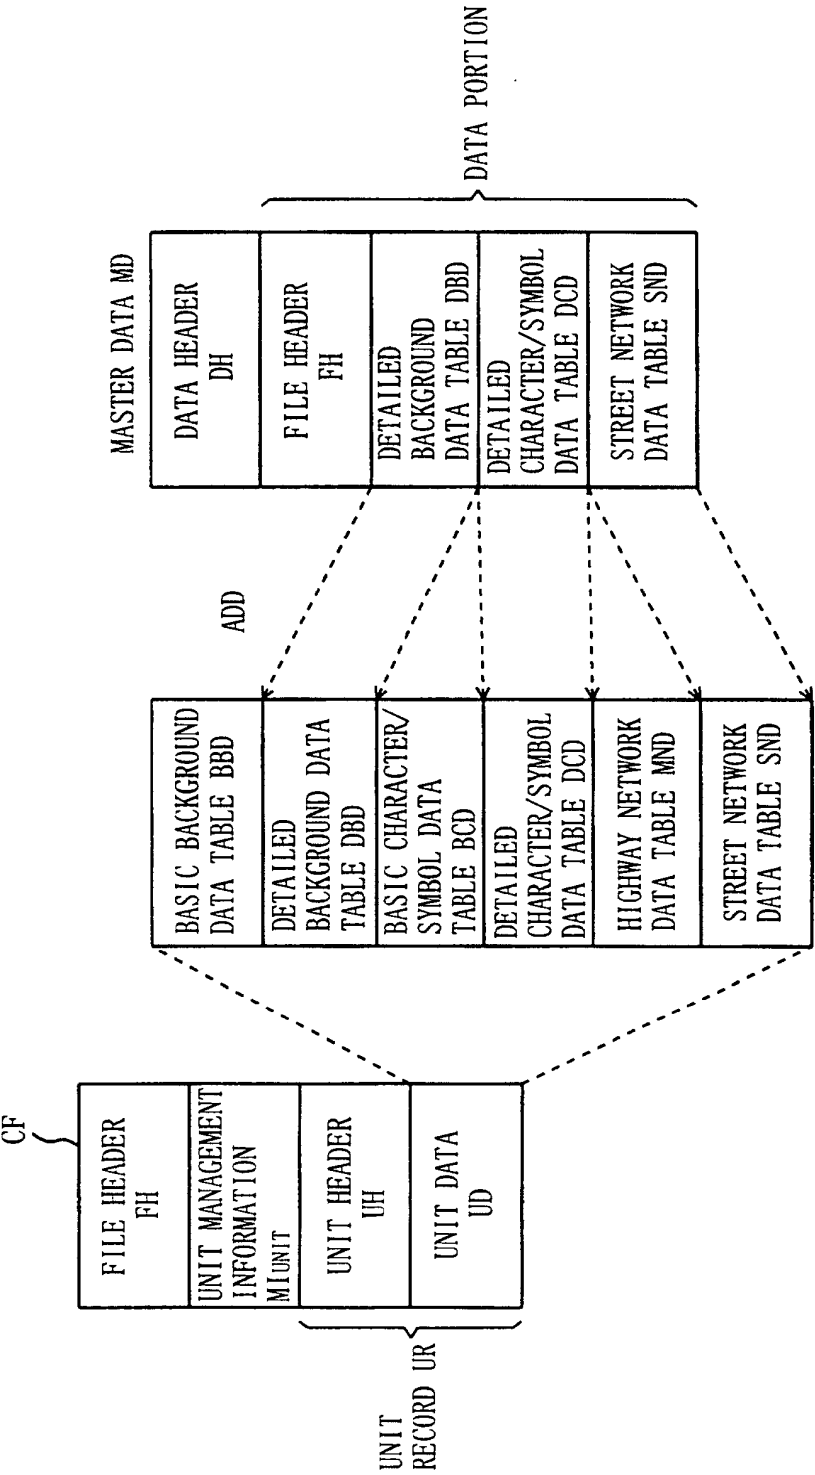 CF
FILE HEADER
FH
UNIT MANAGEMENT
INFORMATION
MIUNIT
UNIT HEADER
UH
UNIT DATA
UD
UNIT
RECORD UR
BASIC BACKGROUND
DATA TABLE BBD
DETAILED
BACKGROUND DATA
TABLE DBD
BASIC CHARACTER/
SYMBOL DATA
TABLE BCD
DETAILED
CHARACTER/SYMBOL
DATA TABLE DCD
HIGHWAY NETWORK
DATA TABLE MND
STREET NETWORK
DATA TABLE SND
ADD
MASTER DATA MD
DATA HEADER
DH
FILE HEADER
FH
DETAILED
BACKGROUND
DATA TABLE DBD
DETAILED
CHARACTER/SYMBOL
DATA TABLE DCD
STREET NETWORK
DATA TABLE SND
DATA PORTION